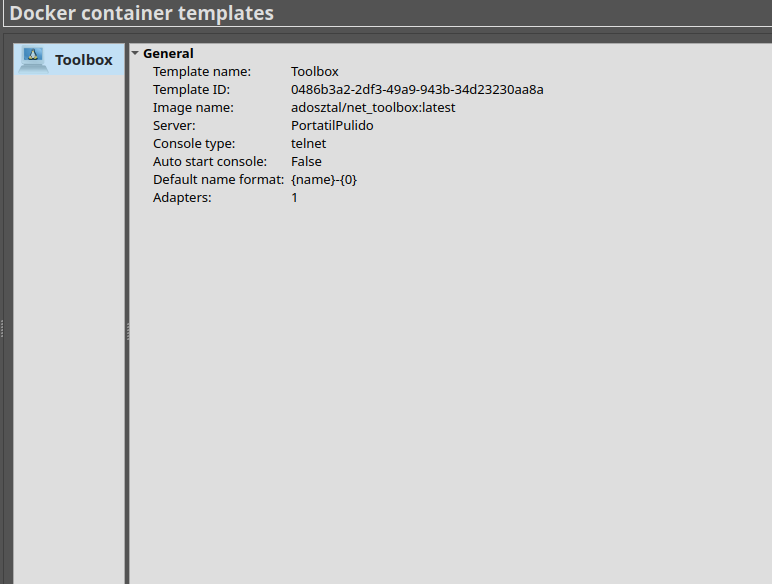 Docker container templates
Toolbox
General
Template name: Toolbox
Template ID: 0486b3a2-2df3-49a9-943b-34d23230aa8a
Image name: adosztal/net_toolbox:latest
Server: PortatilPulido
Console type: telnet
Auto start console: False
Default name format: {name}-{0}
Adapters: 1